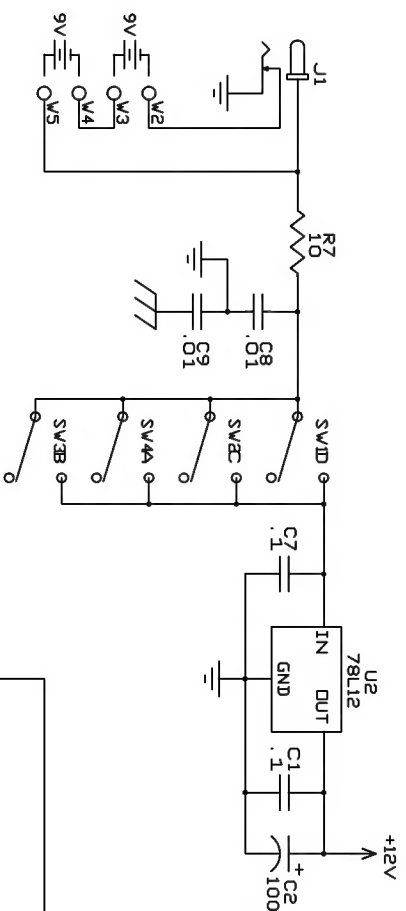 J1
9V
9V
W2
W3
W4
W5
R7
10
C8
.01
C9
.01
SW1D
SW2C
SW4A
SW3B
C7
.1
U2
78L12
IN
OUT
GND
C1
.1
+
C2
100
+12V